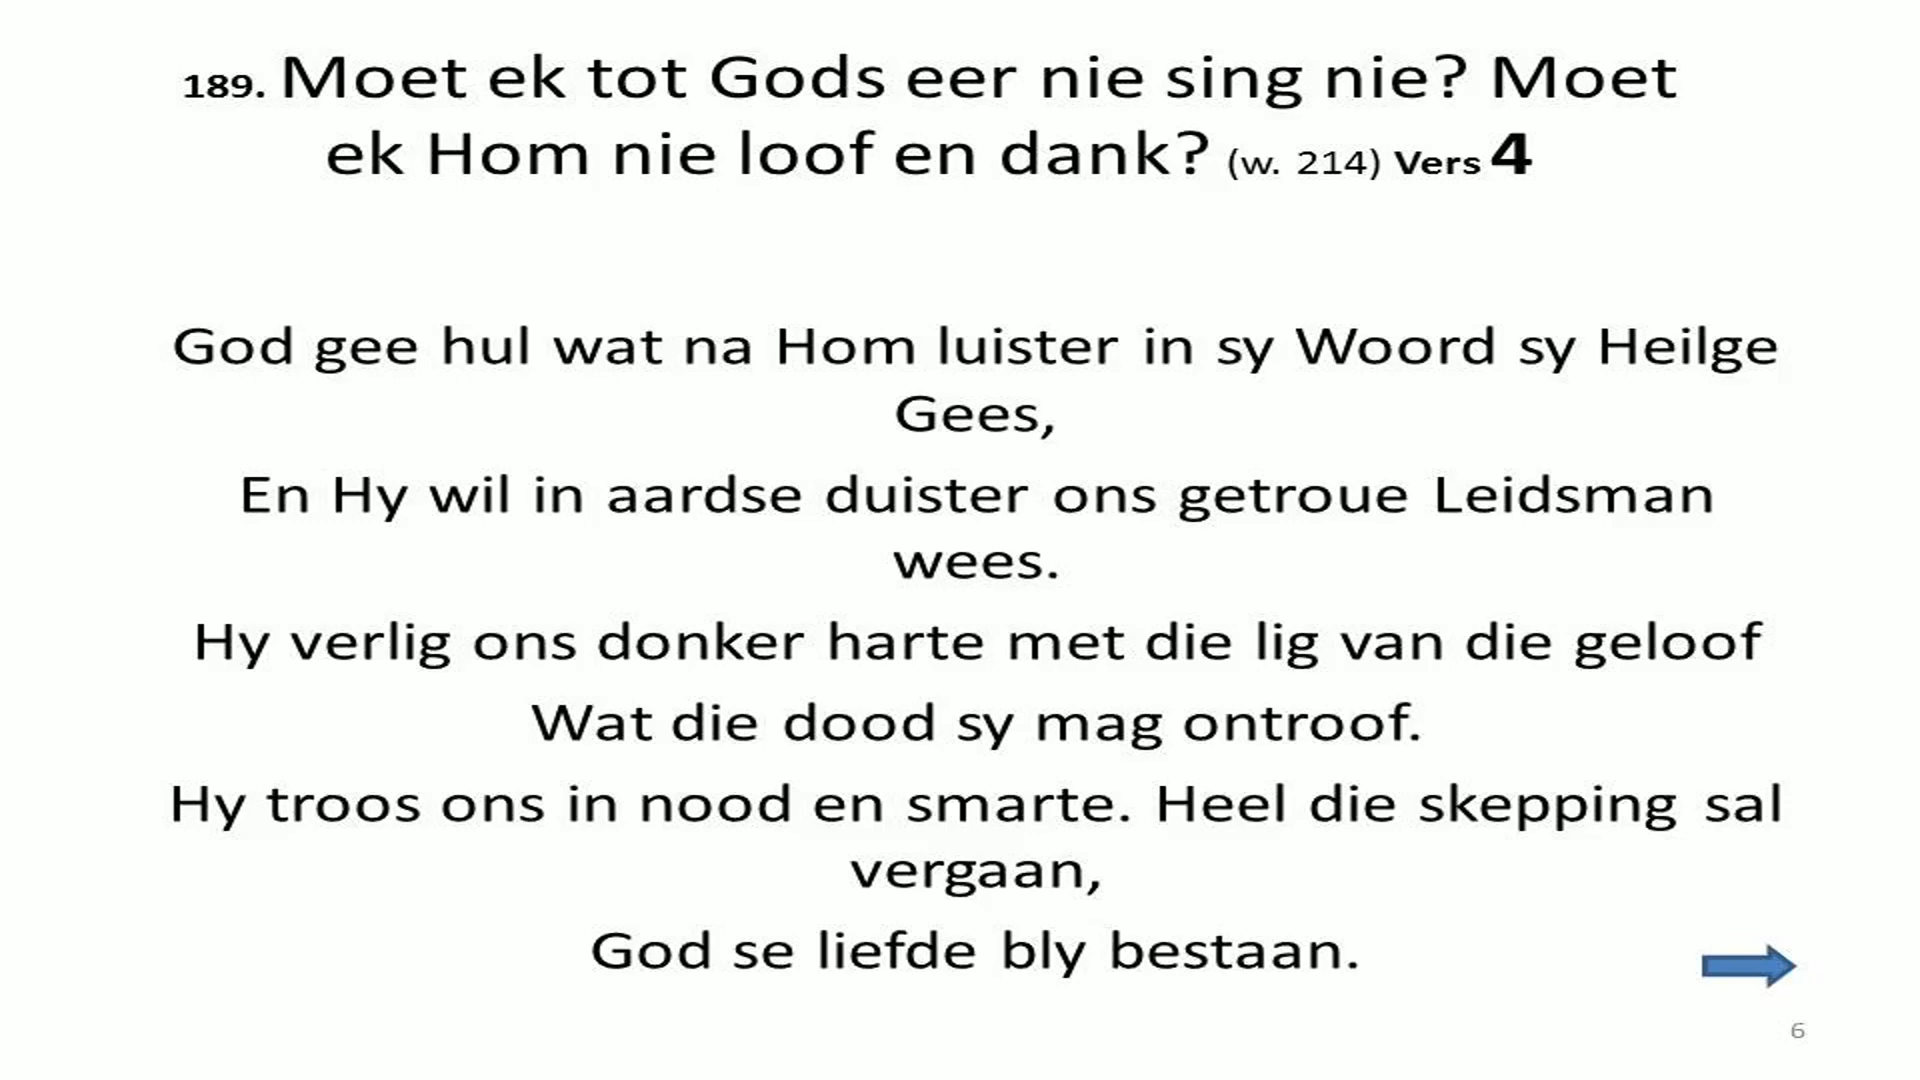 189. Moet ek tot Gods eer nie sing nie? Moet
ek Hom nie loof en dank? (w. 214) Vers 4
God gee hul wat na Hom luister in sy Woord sy Heilge
Gees,
En Hy wil in aardse duister ons getroue Leidsman
wees.
Hy verlig ons donker harte met die lig van die geloof
Wat die dood sy mag ontroof.
Hy troos ons in nood en smarte. Heel die skepping sal
vergaan,
God se liefde bly bestaan.
6